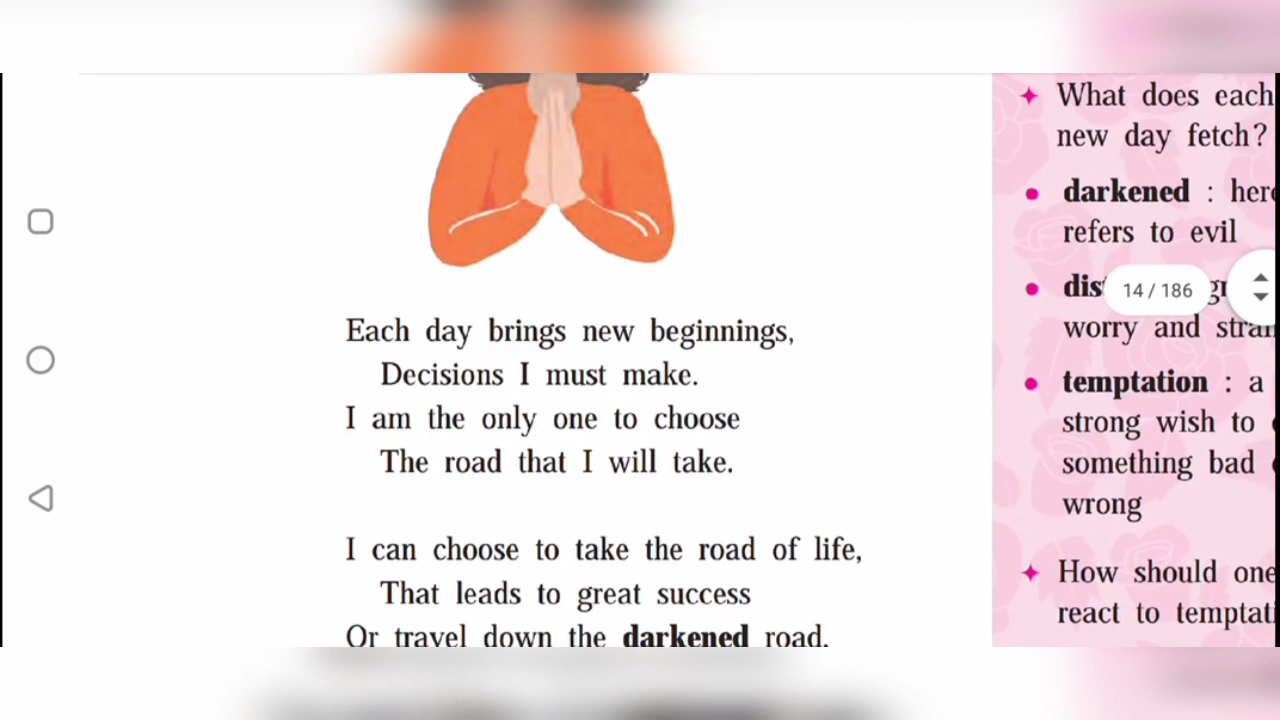 Each day brings new beginnings,
Decisions I must make.
I am the only one to choose
The road that I will take.
I can choose to take the road of life,
That leads to great success
Or travel down the darkened road,
What does each
new day fetch?
darkened : here
refers to evil
14 / 186
worry and
temptation : a
strong wish to
something bad
wrong
How should one
react to